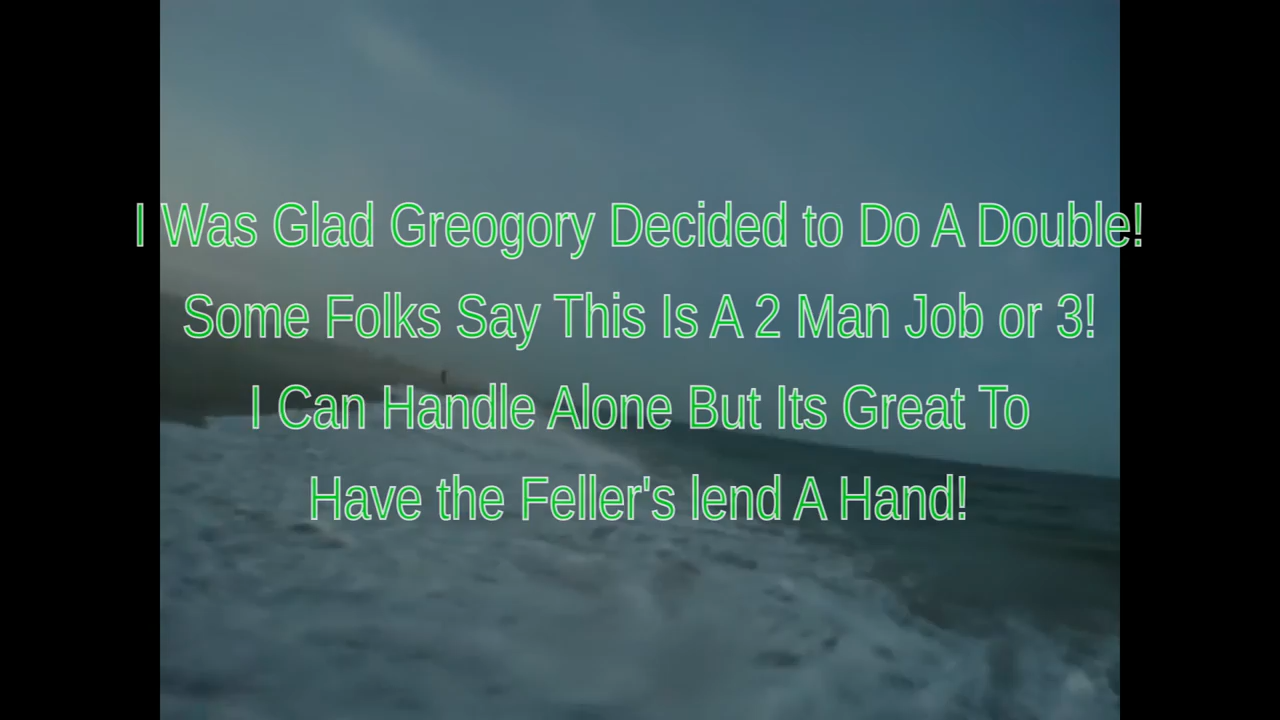 I Was Glad Greogory Decided to Do A Double!
Some Folks Say This Is A 2 Man Job or 3!
I Can Handle Alone But Its Great To
Have the Feller's lend A Hand!